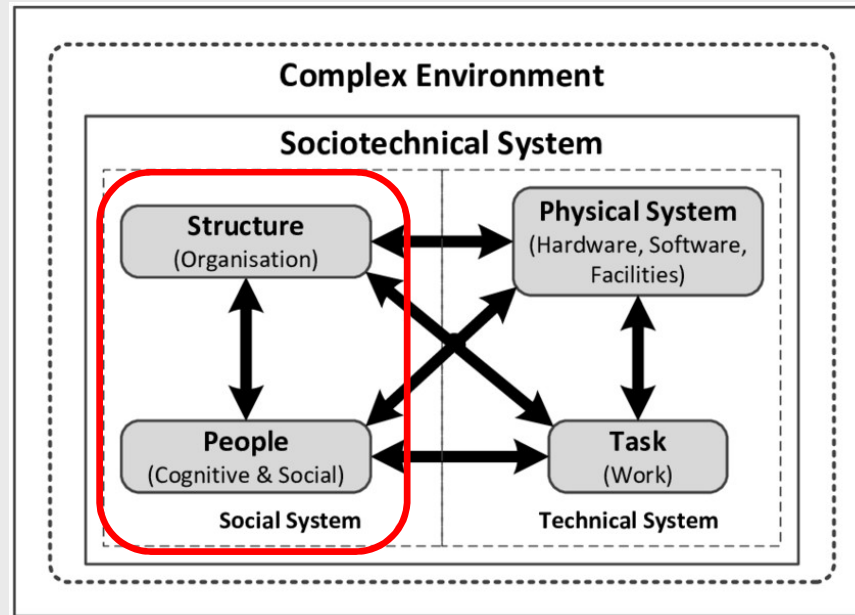 Complex Environment
Sociotechnical System
Structure
(Organisation)
Physical System
(Hardware, Software,
Facilities)
People
(Cognitive & Social)
Task
(Work)
Social System
Technical System